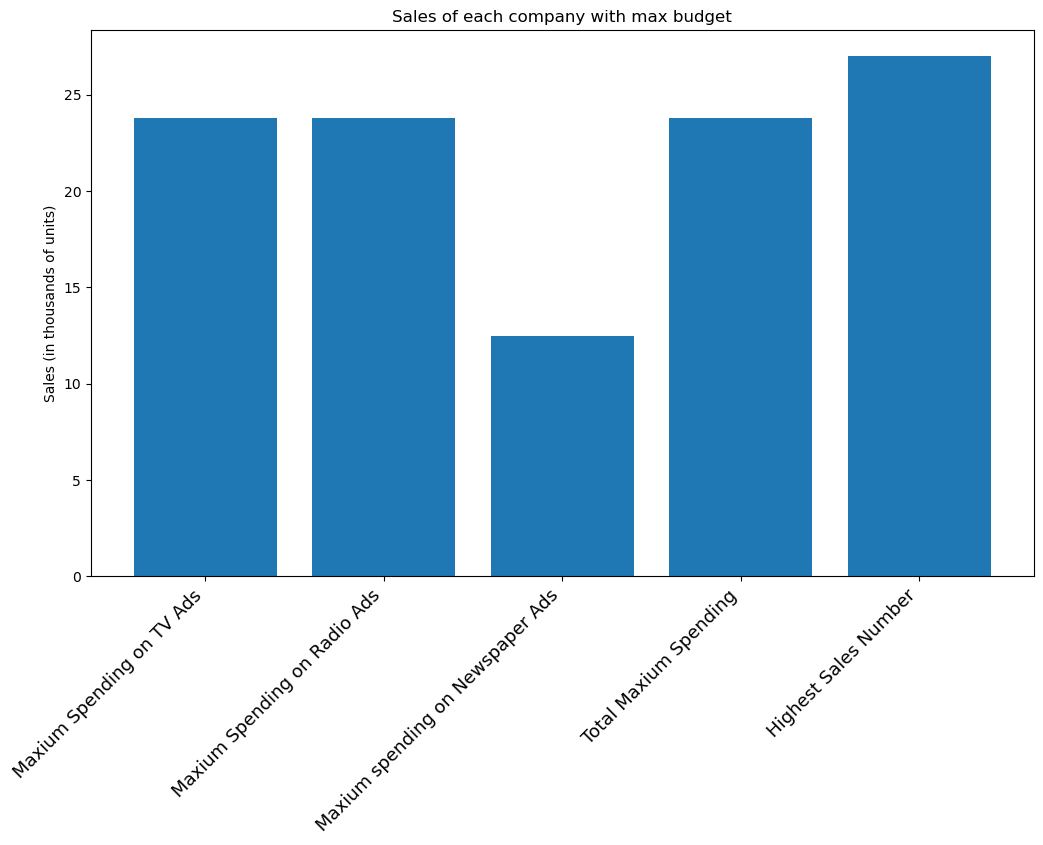 Sales of each company with max budget
Sales (in thousands of units)
25
20
15
10
5
0
Maxium Spending on TV Ads
Maxium Spending on Radio Ads
Maxium spending on Newspaper Ads
Total Maxium Spending
Highest Sales Number